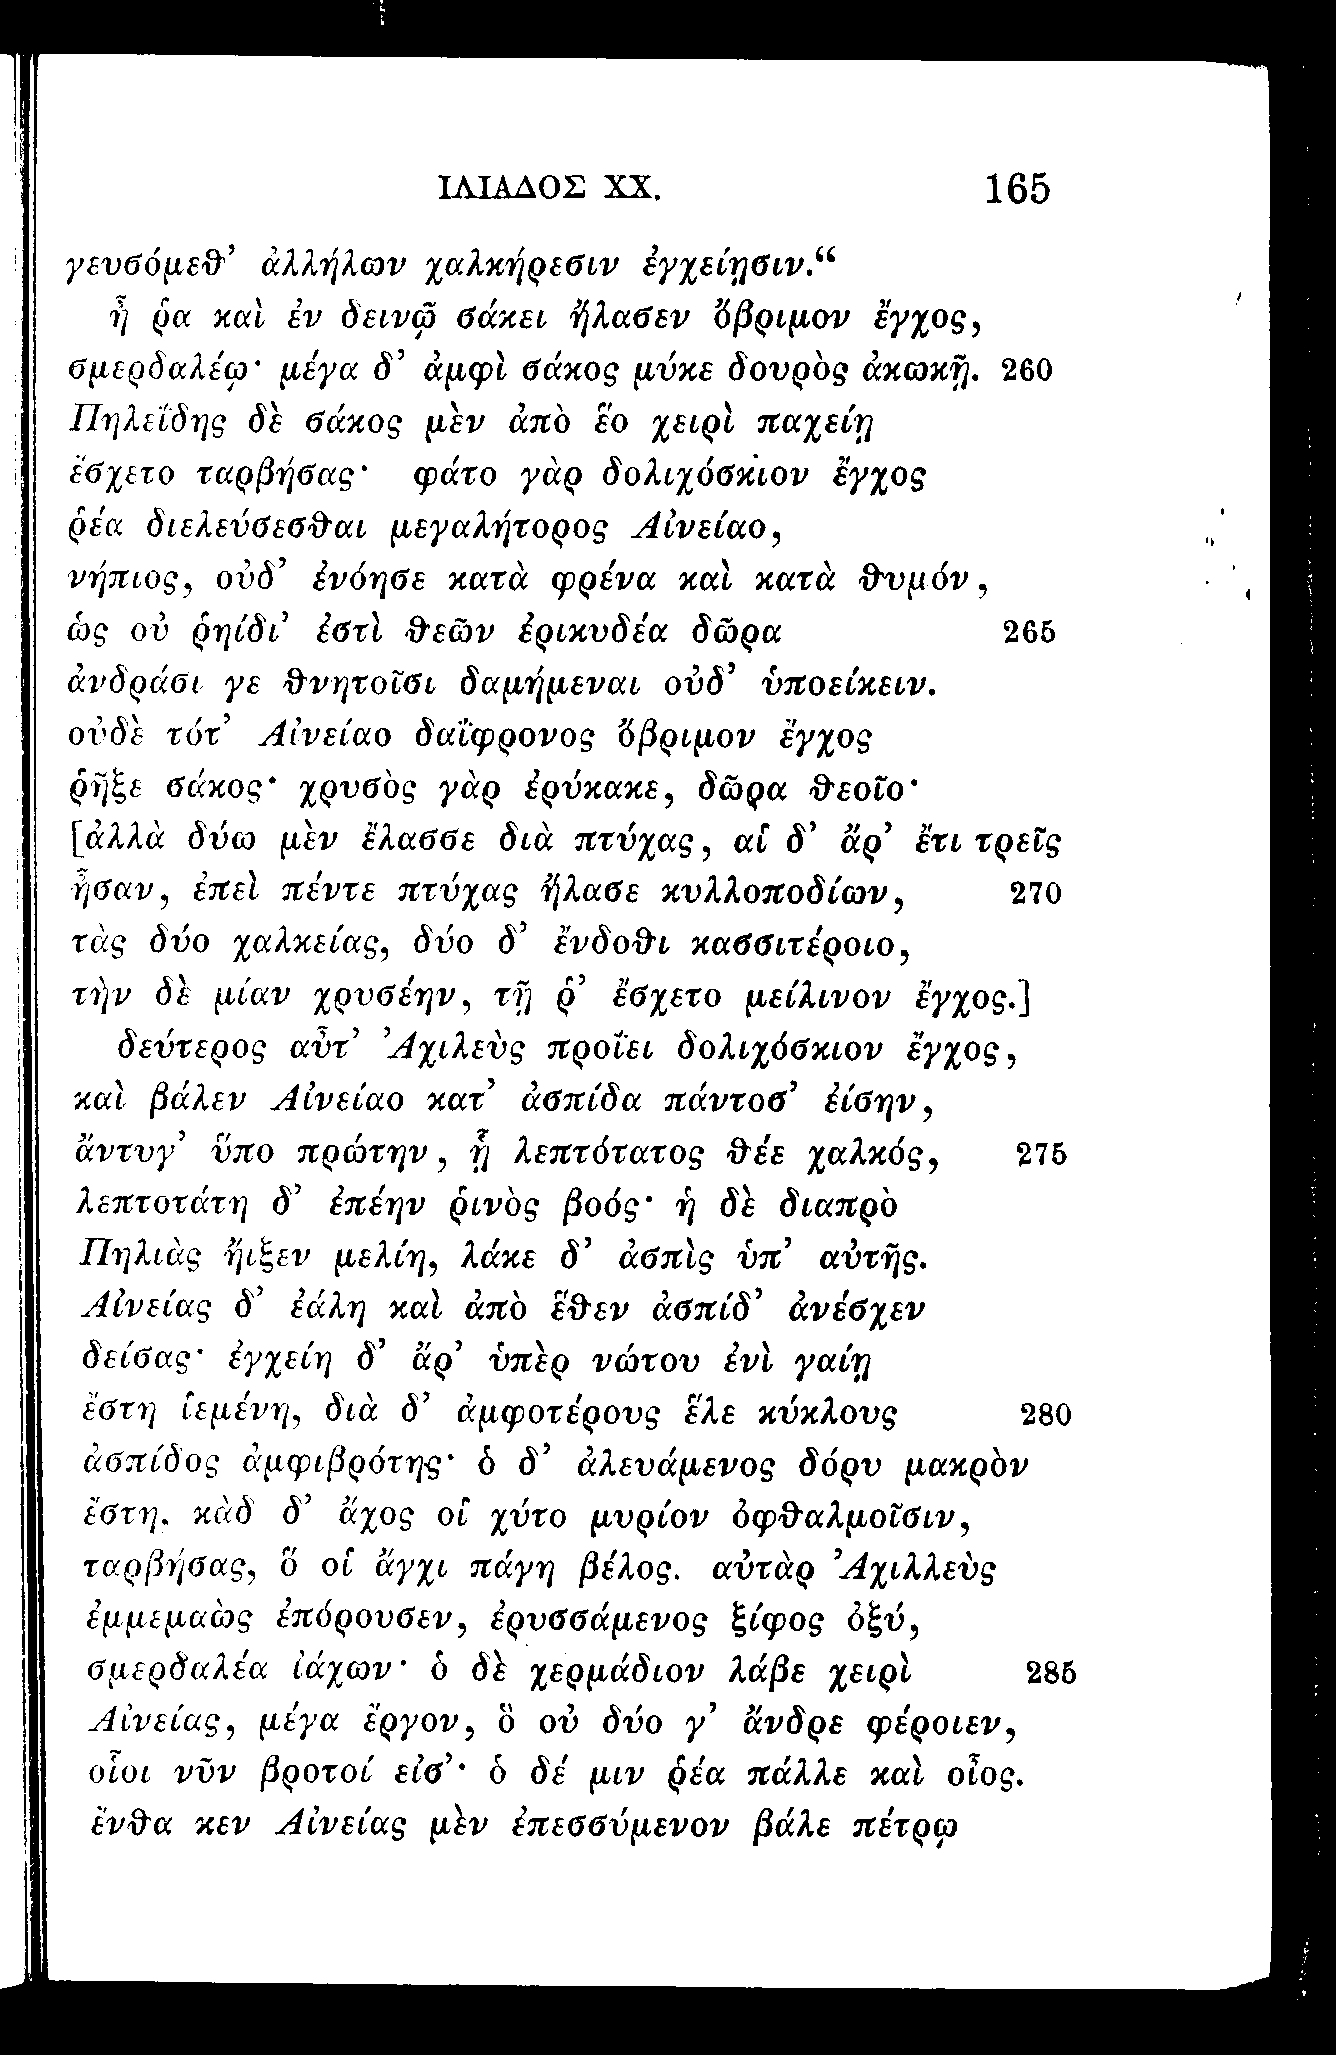 ΙΛΙΑΔΟΣ XX. 165
γευσόμεθ’ ἀλλήλων χαλκήρεσιν ἐγχείῃσιν.“
ἦ ῥα καὶ ἐν δεινῷ σάκει ἤλασεν ὄβριμον ἔγχος,
σμερδαλέῳ· μέγα δ’ ἀμφὶ σάκος μύκε δουρὸς ἀκωκῇ. 260
Πηλεΐδης δὲ σάκος μὲν ἀπὸ ἕο χειρὶ παχείῃ
ἔσχετο ταρβήσας· φάτο γὰρ δολιχόσκιον ἔγχος
ῥέα διελεύσεσθαι μεγαλήτορος Αἰνείαο,
νήπιος, οὐδ’ ἐνόησε κατὰ φρένα καὶ κατὰ θυμόν,
ὡς οὐ ῥηίδι’ ἐστὶ θεῶν ἐρικυδέα δῶρα 265
ἀνδράσι γε θνητοῖσι δαμήμεναι οὐδ’ ὑποείκειν.
οὐδὲ τότ’ Αἰνείαο δαΐφρονος ὄβριμον ἔγχος
ῥῆξε σάκος· χρυσὸς γὰρ ἐρύκακε, δῶρα θεοῖο·
[ἀλλὰ δύω μὲν ἔλασσε διὰ πτύχας, αἳ δ’ ἄρ’ ἔτι τρεῖς
ἦσαν, ἐπεὶ πέντε πτύχας ἤλασε κυλλοποδίων, 270
τὰς δύο χαλκείας, δύο δ’ ἔνδοθι κασσιτέροιο,
τὴν δὲ μίαν χρυσέην, τῇ ῥ’ ἔσχετο μείλινον ἔγχος.]
δεύτερος αὖτ’ Ἀχιλεὺς προΐει δολιχόσκιον ἔγχος,
καὶ βάλεν Αἰνείαο κατ’ ἀσπίδα πάντοσ’ ἐίσην,
ἄντυγ’ ὕπο πρώτην, ᾗ λεπτότατος θέε χαλκός, 275
λεπτοτάτη δ’ ἐπέην ῥινὸς βοός· ἡ δὲ διαπρὸ
Πηλιὰς ἤιξεν μελίη, λάκε δ’ ἀσπὶς ὑπ’ αὐτῆς.
Αἰνείας δ’ ἐάλη καὶ ἀπὸ ἕθεν ἀσπίδ’ ἀνέσχεν
δείσας· ἐγχείη δ’ ἄρ’ ὑπὲρ νώτου ἐνὶ γαίῃ
ἔστη ἱεμένη, διὰ δ’ ἀμφοτέρους ἕλε κύκλους 280
ἀσπίδος ἀμφιβρότης· ὁ δ’ ἀλευάμενος δόρυ μακρὸν
ἔστη. κὰδ δ’ ἄχος οἱ χύτο μυρίον ὀφθαλμοῖσιν,
ταρβήσας, ὅ οἱ ἄγχι πάγη βέλος. αὐτὰρ Ἀχιλλεὺς
ἐμμεμαὼς ἐπόρουσεν, ἐρυσσάμενος ξίφος ὀξύ,
σμερδαλέα ἰάχων· ὁ δὲ χερμάδιον λάβε χειρὶ 285
Αἰνείας, μέγα ἔργον, ὃ οὐ δύο γ’ ἄνδρε φέροιεν,
οἷοι νῦν βροτοί εἰσ’· ὁ δέ μιν ῥέα πάλλε καὶ οἶος.
ἔνθα κεν Αἰνείας μὲν ἐπεσσύμενον βάλε πέτρῳ